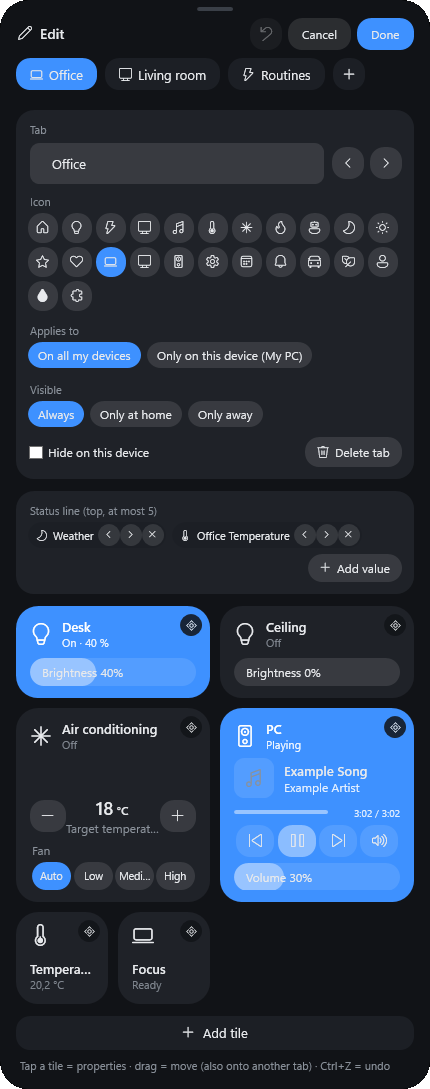 Edit
Cancel
Done
Office
Living room
Routines
Tab
Office
Icon
Applies to
On all my devices
Only on this device (My PC)
Visible
Always
Only at home
Only away
Hide on this device
Delete tab
Status line (top, at most 5)
Weather
Office Temperature
Add value
Desk
On · 40 %
Brightness 40%
Ceiling
Off
Brightness 0%
Air conditioning
Off
18 °C
Target temperat...
Fan
Auto
Low
Medi...
High
PC
Playing
Example Song
Example Artist
3:02 / 3:02
Volume 30%
Tempera...
20,2 °C
Focus
Ready
Add tile
Tap a tile = properties · drag = move (also onto another tab) · Ctrl+Z = undo